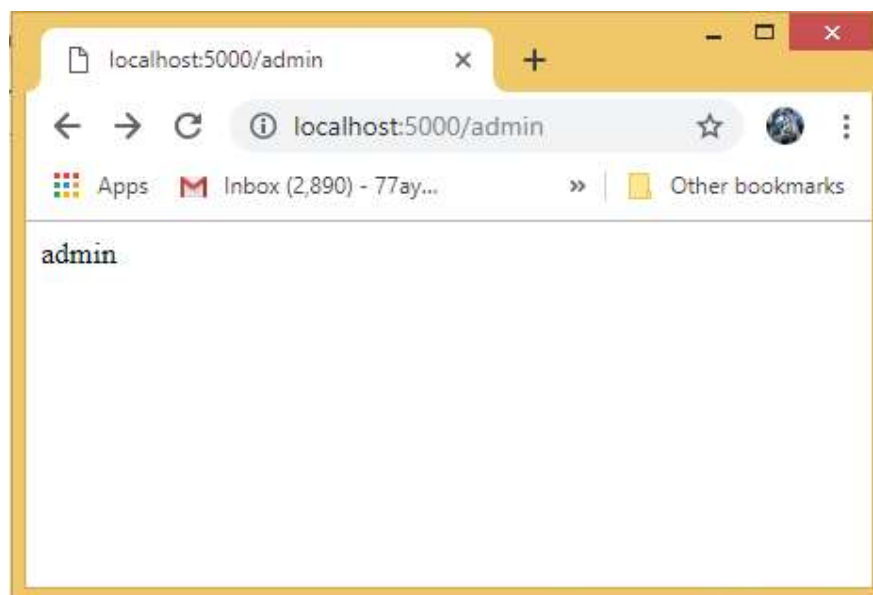 localhost:5000/admin
localhost:5000/admin
Apps Inbox (2,890) - 77ay... » Other bookmarks
admin